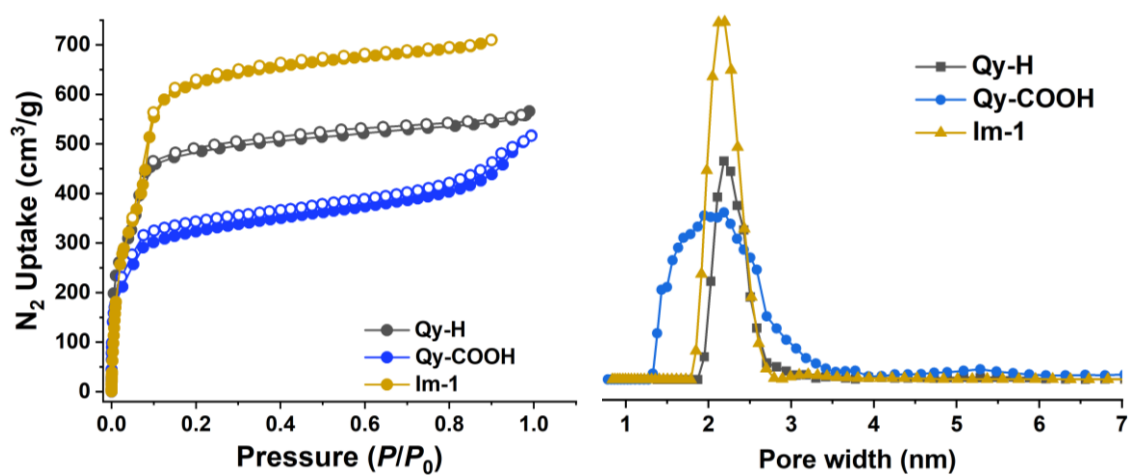 N₂ Uptake (cm³/g)
700
600
500
400
300
200
100
0
Qy-H
Qy-COOH
Im-1
0.0 0.2 0.4 0.6 0.8 1.0
Pressure (P/P₀)
Qy-H
Qy-COOH
Im-1
1 2 3 4 5 6 7
Pore width (nm)